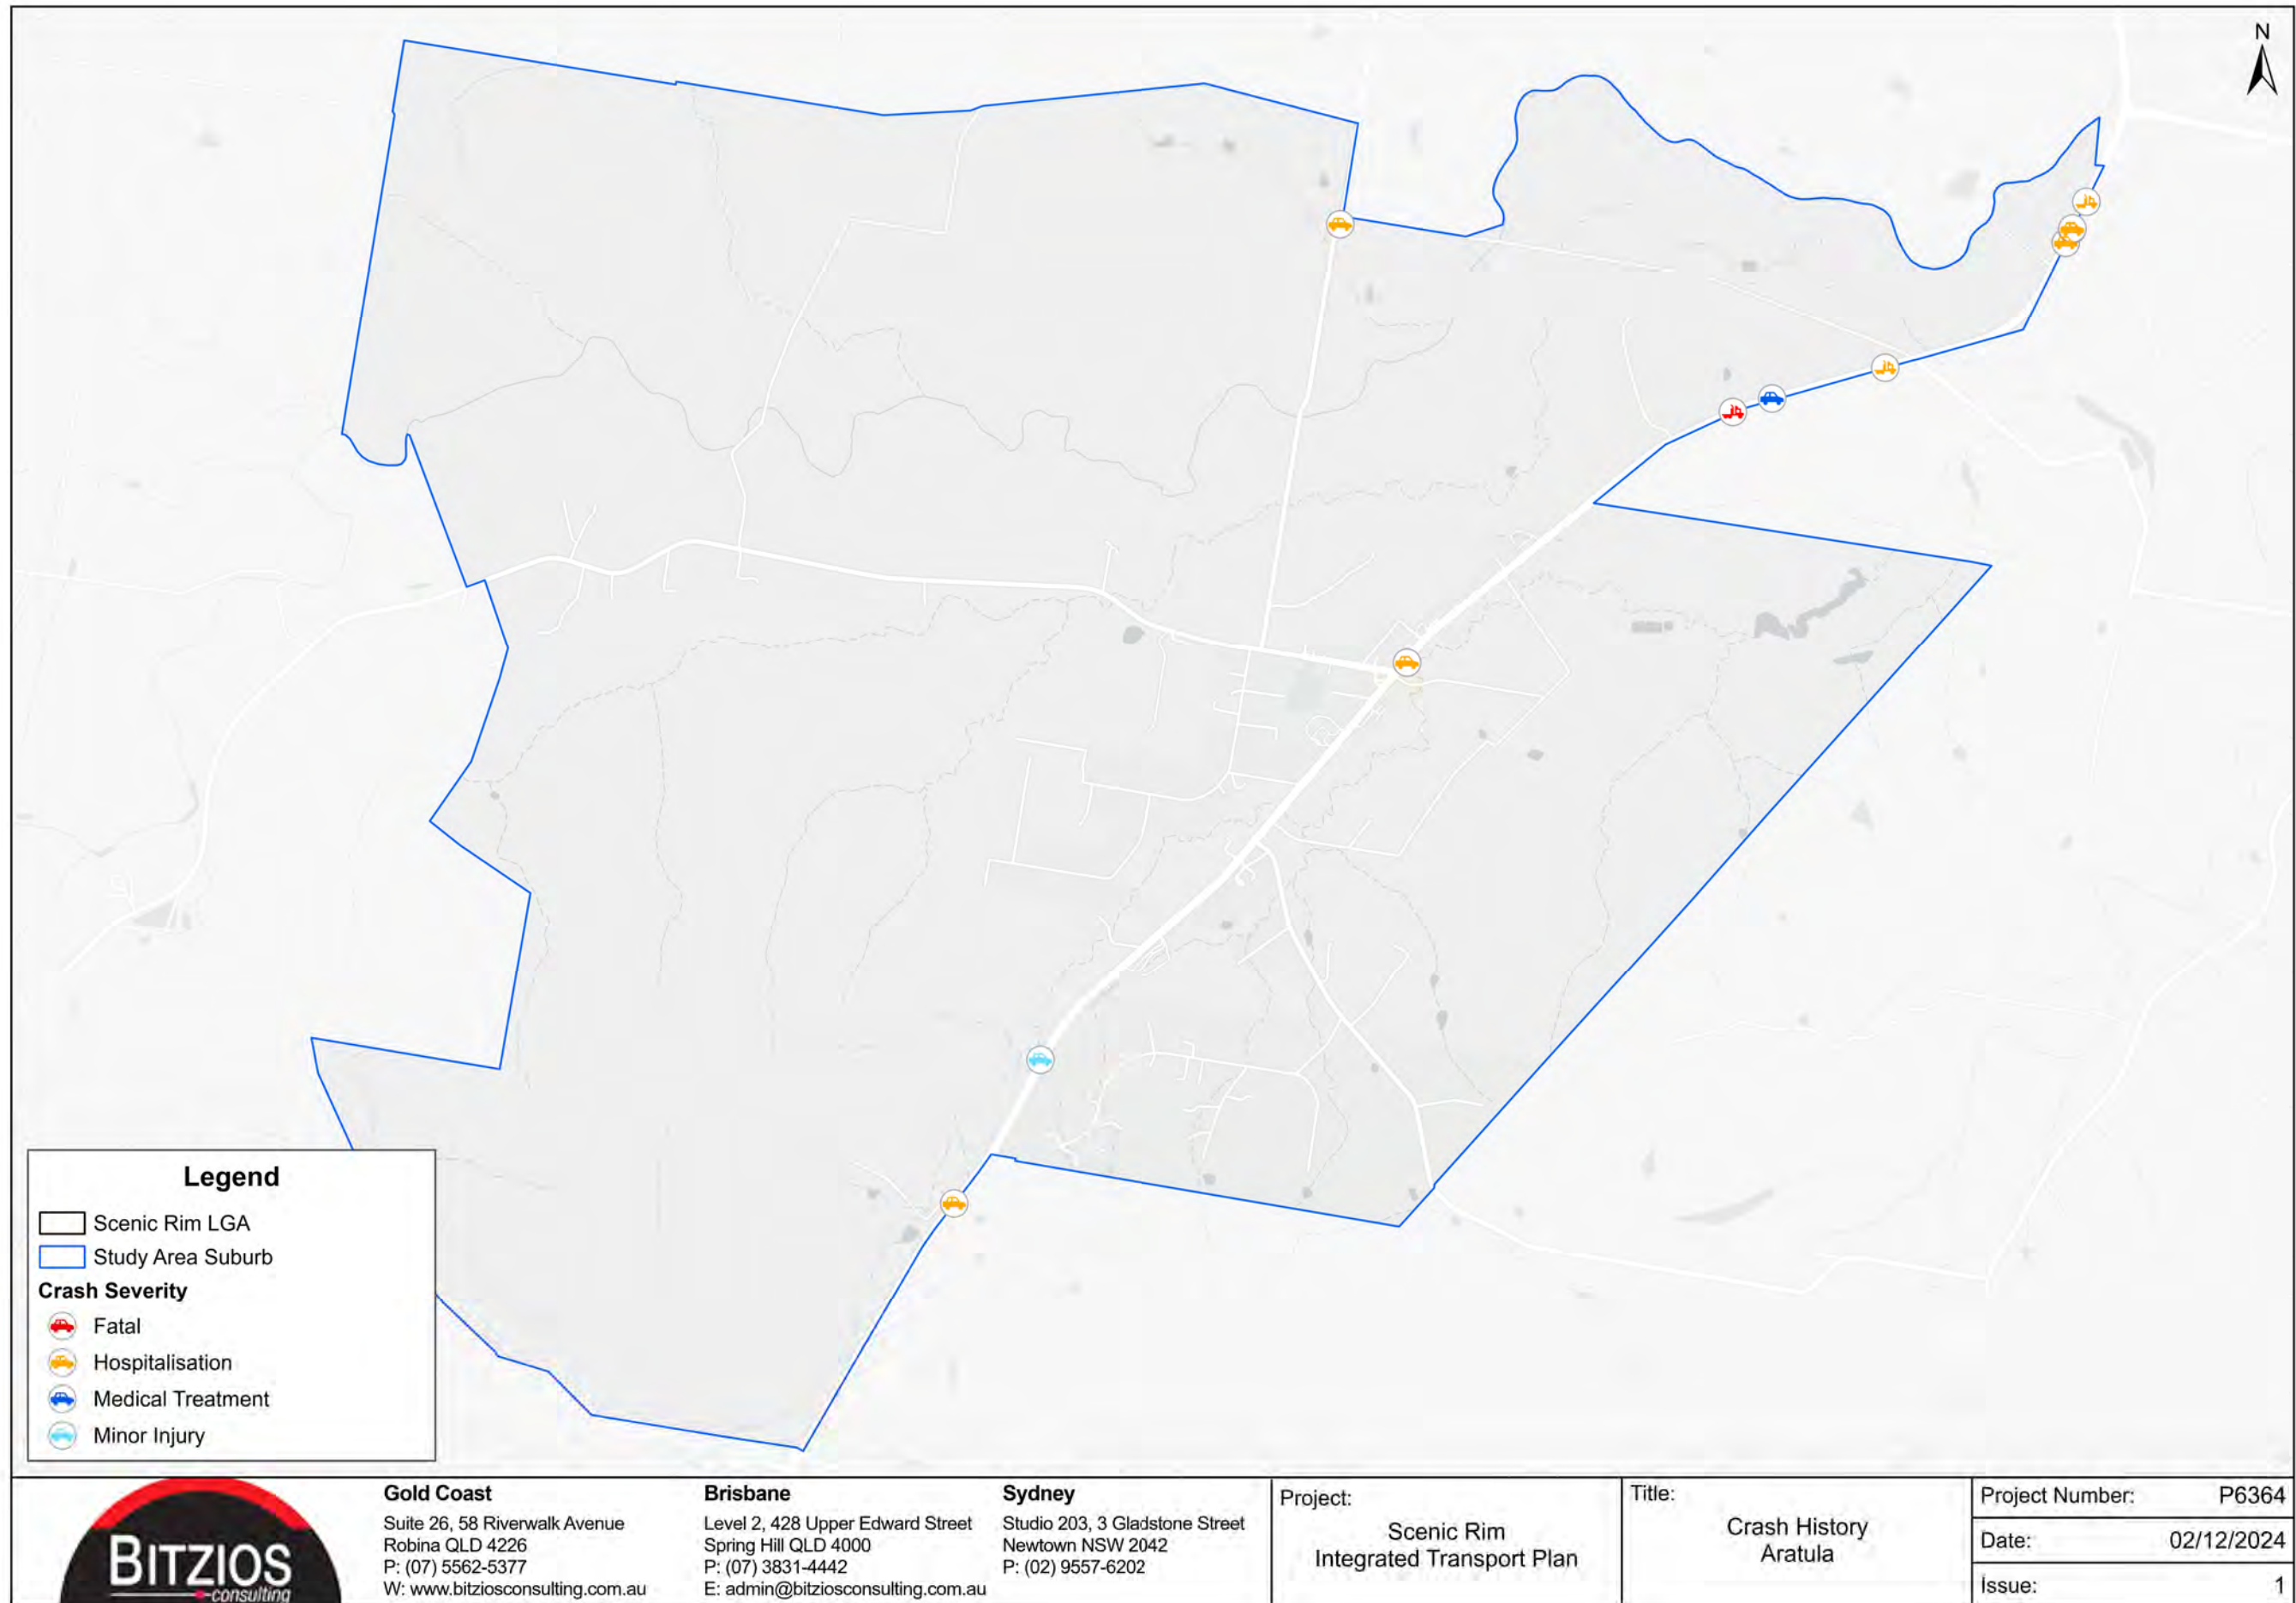 N
Legend
Scenic Rim LGA
Study Area Suburb
Crash Severity
Fatal
Hospitalisation
Medical Treatment
Minor Injury
BITZIOS
consulting
Gold Coast
Suite 26, 58 Riverwalk Avenue
Robina QLD 4226
P: (07) 5562-5377
W: www.bitziosconsulting.com.au
Brisbane
Level 2, 428 Upper Edward Street
Spring Hill QLD 4000
P: (07) 3831-4442
E: admin@bitziosconsulting.com.au
Sydney
Studio 203, 3 Gladstone Street
Newtown NSW 2042
P: (02) 9557-6202
Project:
Scenic Rim
Integrated Transport Plan
Title:
Crash History
Aratula
Project Number: P6364
Date: 02/12/2024
Issue: 1